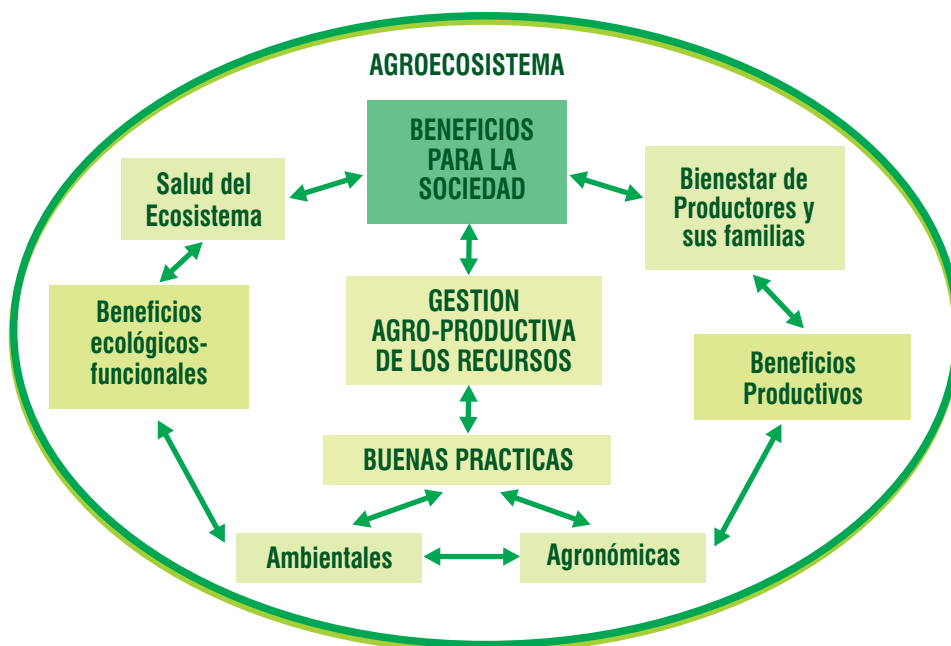 AGROECOSISTEMA
BENEFICIOS
PARA LA
SOCIEDAD
Salud del
Ecosistema
Bienestar de
Productores y
sus familias
Beneficios
ecológicos-
funcionales
GESTION
AGRO-PRODUCTIVA
DE LOS RECURSOS
Beneficios
Productivos
BUENAS PRACTICAS
Ambientales
Agronómicas